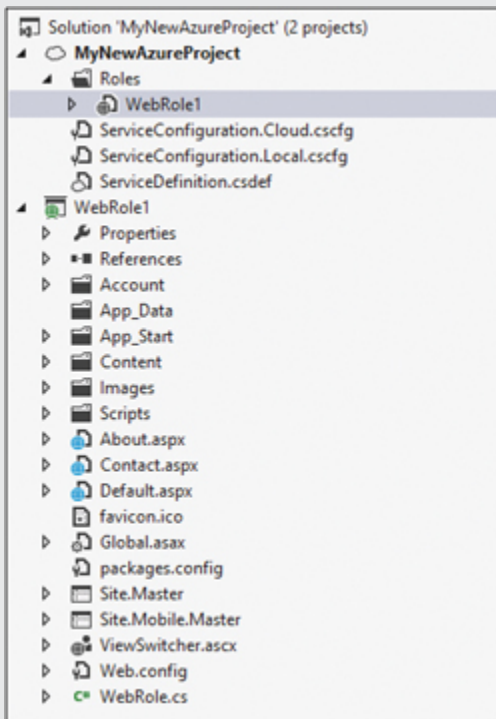 Solution 'MyNewAzureProject' (2 projects)
MyNewAzureProject
Roles
WebRole1
ServiceConfiguration.Cloud.cscfg
ServiceConfiguration.Local.cscfg
ServiceDefinition.csdef
WebRole1
Properties
References
Account
App_Data
App_Start
Content
Images
Scripts
About.aspx
Contact.aspx
Default.aspx
favicon.ico
Global.asax
packages.config
Site.Master
Site.Mobile.Master
ViewSwitcher.ascx
Web.config
C# WebRole.cs